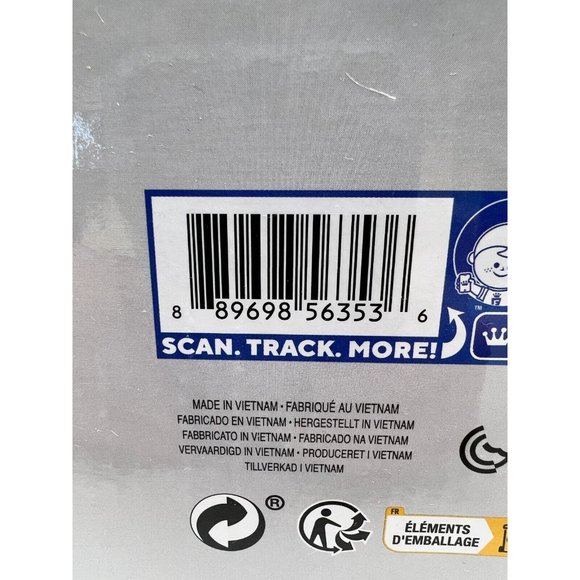 8 89698 56353 6
SCAN. TRACK. MORE!
TM
MADE IN VIETNAM • FABRIQUÉ AU VIETNAM
FABRICADO EN VIETNAM • HERGESTELLT IN VIETNAM
FABBRICATO IN VIETNAM • FABRICADO NA VIETNAM
VERVAARDIGD IN VIETNAM • PRODUCERET I VIETNAM
TILLVERKAD I VIETNAM
®
FR
ÉLÉMENTS
D'EMBALLAGE